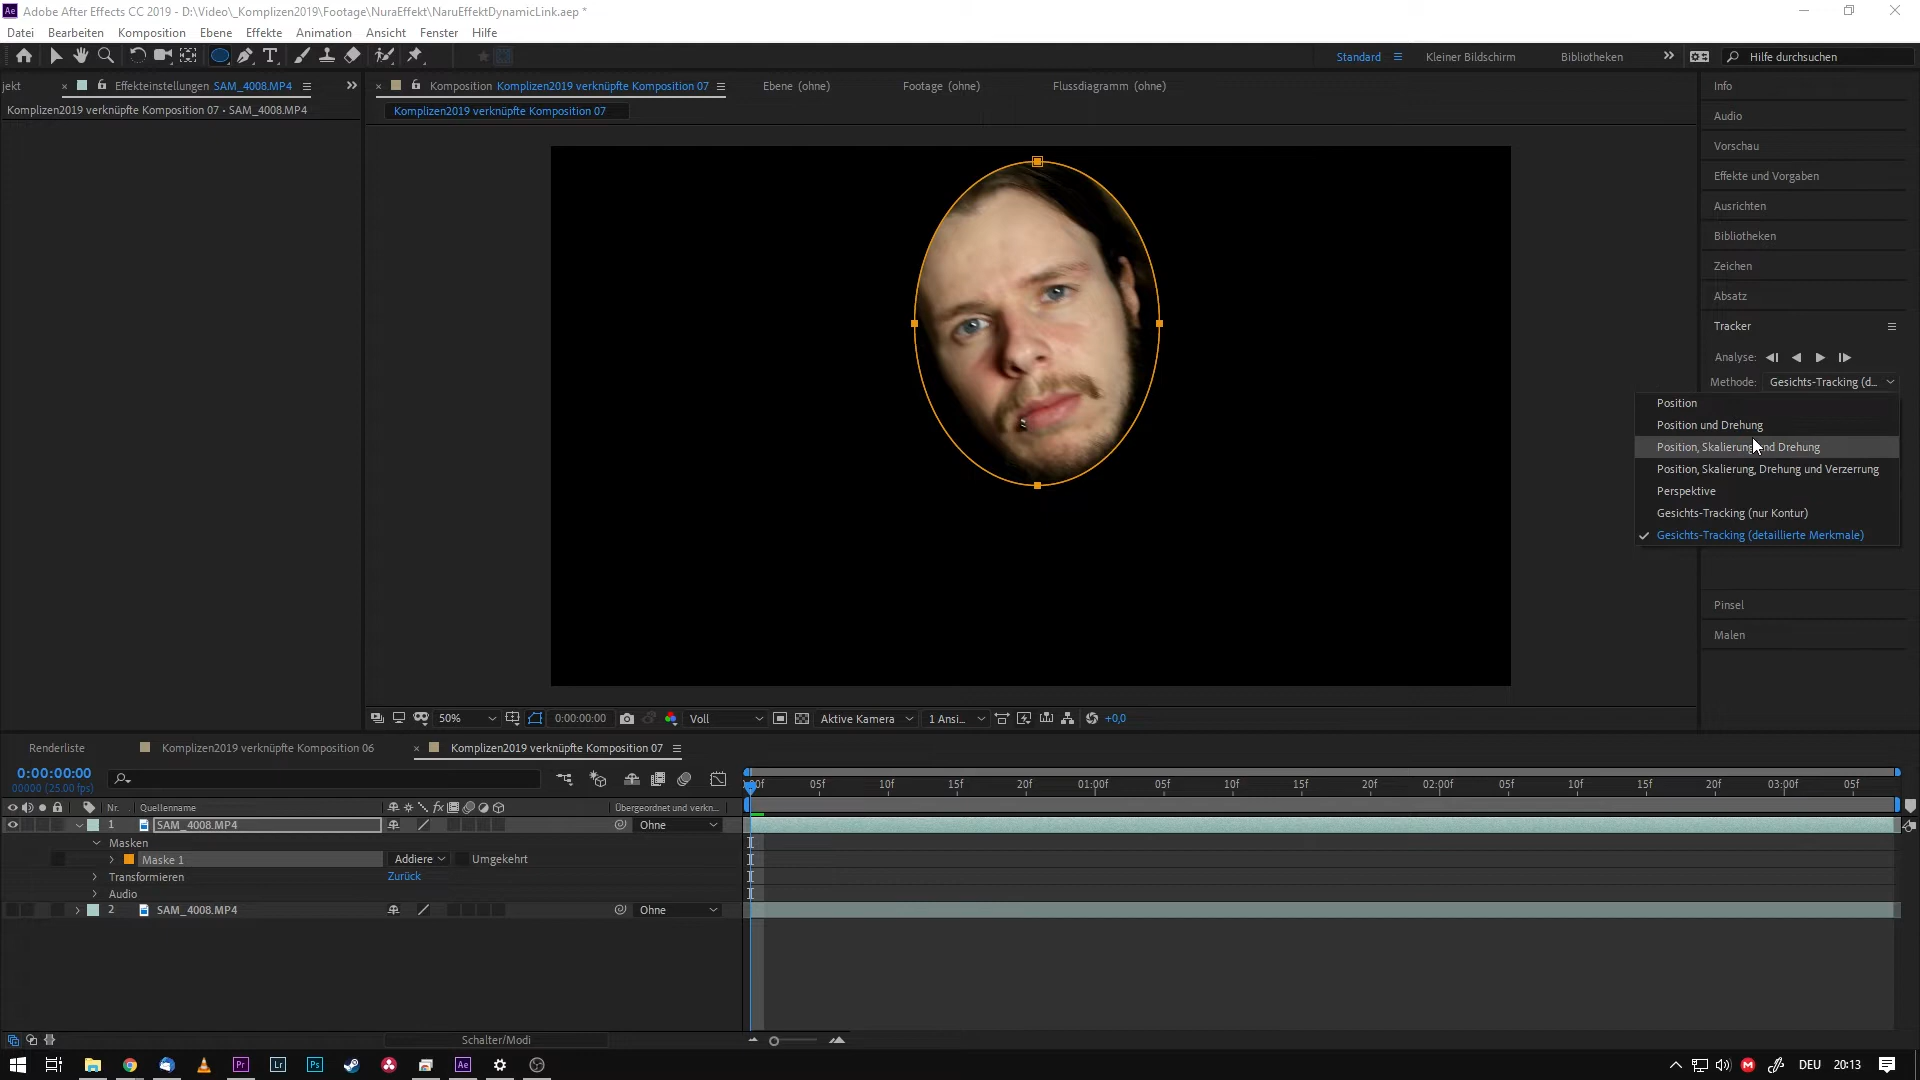 Adobe After Effects CC 2019 - D:\Video\_Komplizen2019\Footage\NuraEffekt\NaruEffektDynamicLink.aep *
Datei Bearbeiten Komposition Ebene Effekte Animation Ansicht Fenster Hilfe
Standard Kleiner Bildschirm Bibliotheken Hilfe durchsuchen
jekt Effekteinstellungen SAM_4008.MP4 Komposition Komplizen2019 verknüpfte Komposition 07 Ebene (ohne) Footage (ohne) Flussdiagramm (ohne)
Komplizen2019 verknüpfte Komposition 07 • SAM_4008.MP4
Komplizen2019 verknüpfte Komposition 07
Info
Audio
Vorschau
Effekte und Vorgaben
Ausrichten
Bibliotheken
Zeichen
Absatz
Tracker
Analyse:
Methode: Gesichts-Tracking (d...
Position
Position und Drehung
Position, Skalierung und Drehung
Position, Skalierung, Drehung und Verzerrung
Perspektive
Gesichts-Tracking (nur Kontur)
Gesichts-Tracking (detaillierte Merkmale)
Pinsel
Malen
50% 0:00:00:00 Voll Aktive Kamera 1 Ansi... +0,0
Renderliste Komplizen2019 verknüpfte Komposition 06 Komplizen2019 verknüpfte Komposition 07
0:00:00:00
00000 (25.00 fps)
05f 10f 15f 20f 01:00f 05f 10f 15f 20f 02:00f 05f 10f 15f 20f 03:00f 05f
Nr. Quellenname Übergeordnet und verkn...
1 SAM_4008.MP4 Ohne
Masken
Maske 1 Addiere Umgekehrt
Transformieren Zurück
Audio
2 SAM_4008.MP4 Ohne
Schalter/Modi
Pr Lr Ps Ae DEU 20:13